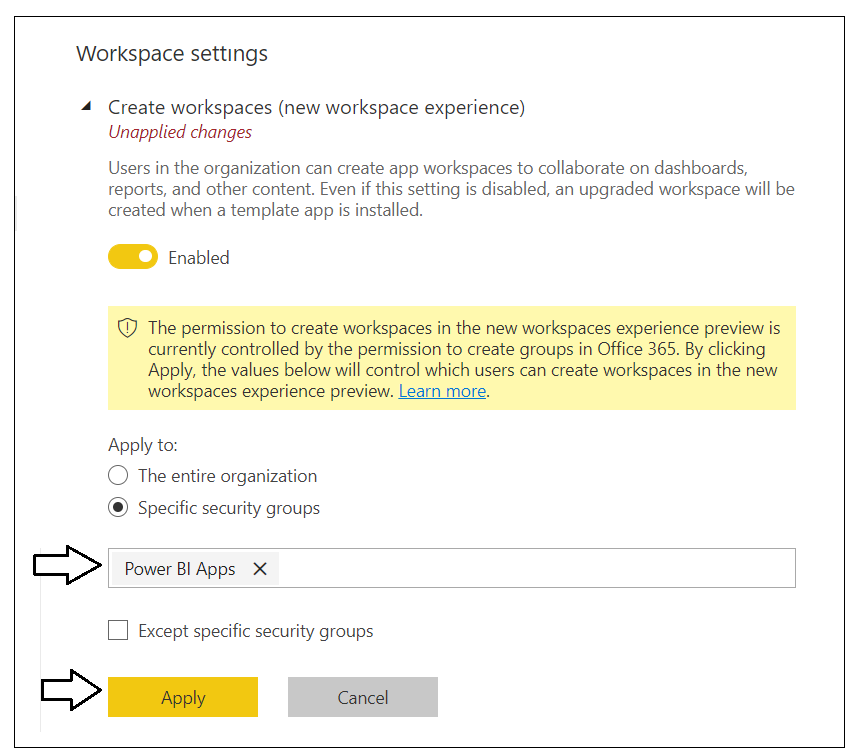 Workspace settings
Create workspaces (new workspace experience)
Unapplied changes
Users in the organization can create app workspaces to collaborate on dashboards,
reports, and other content. Even if this setting is disabled, an upgraded workspace will be
created when a template app is installed.
Enabled
The permission to create workspaces in the new workspaces experience preview is
currently controlled by the permission to create groups in Office 365. By clicking
Apply, the values below will control which users can create workspaces in the new
workspaces experience preview. Learn more.
Apply to:
The entire organization
Specific security groups
Power BI Apps
Except specific security groups
Apply Cancel